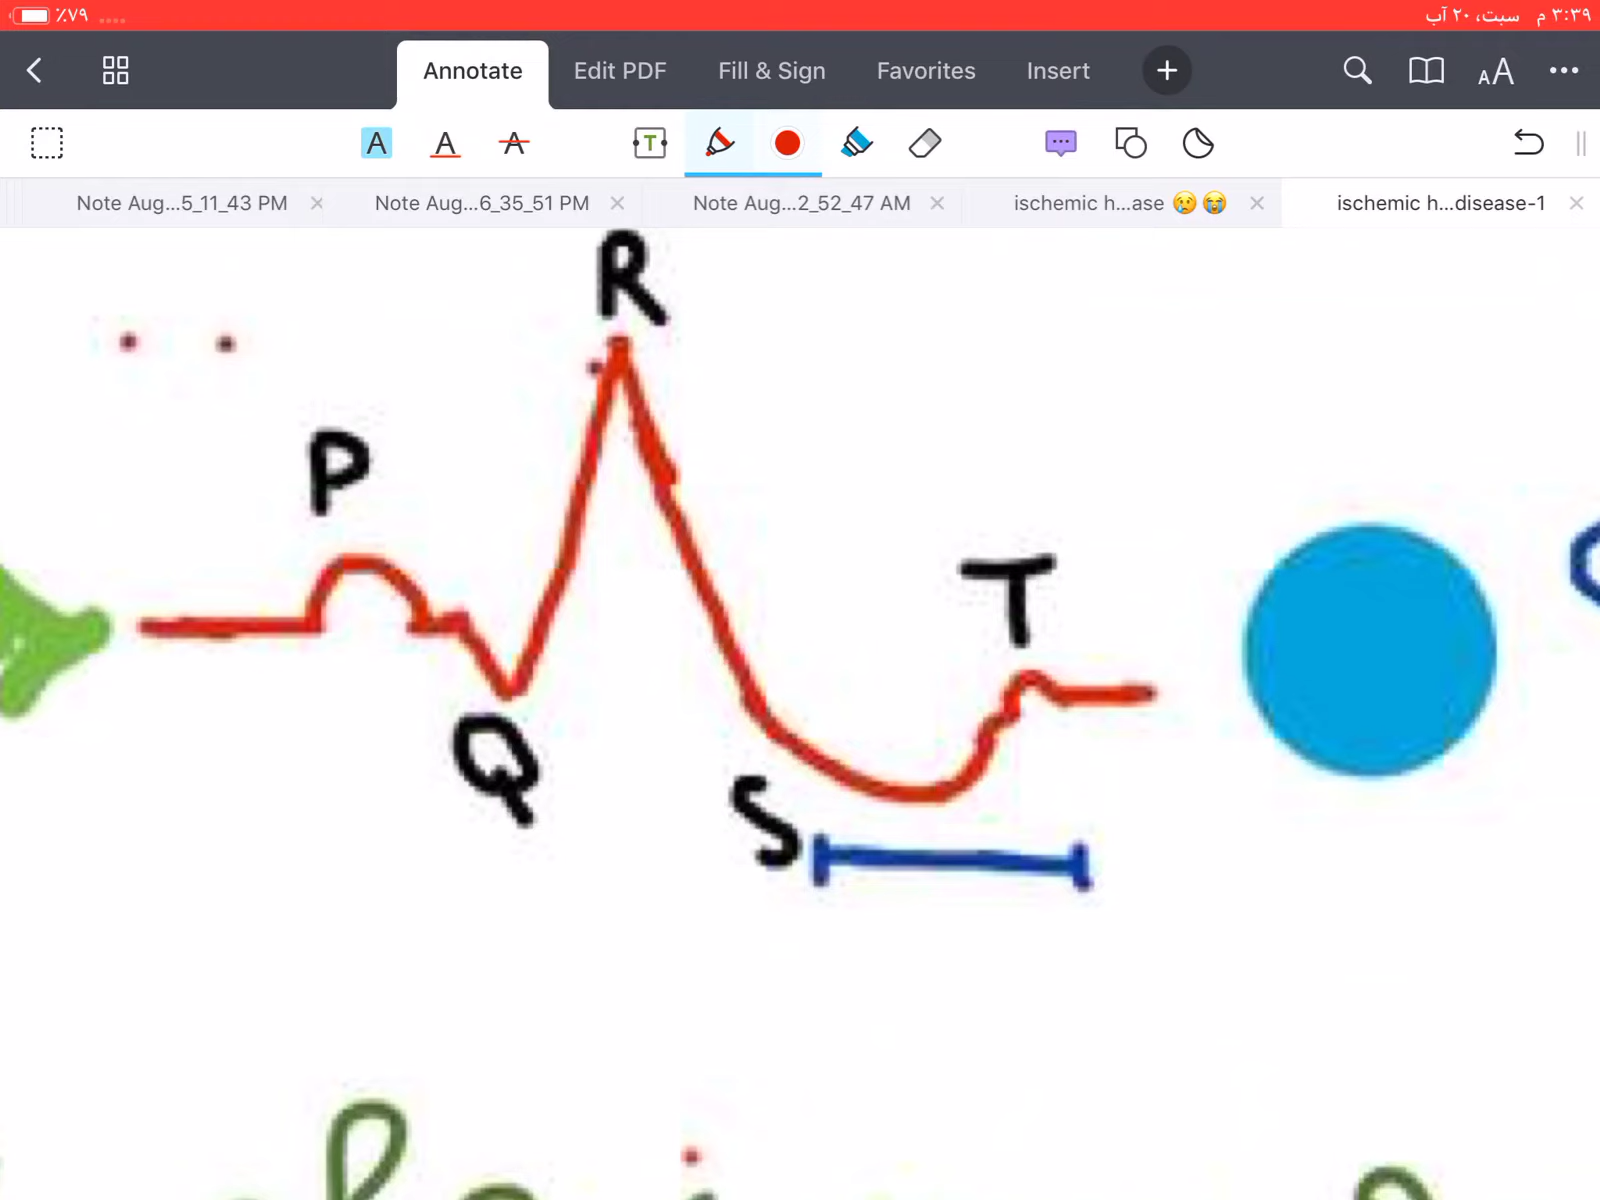 ٪٧٩ ٣:٣٩ م سبت، ٢٠ آب
Annotate Edit PDF Fill & Sign Favorites Insert
A A A T AA
Note Aug...5_11_43 PM Note Aug...6_35_51 PM Note Aug...2_52_47 AM ischemic h...ase 😢😭 ischemic h...disease-1
R
P
T
Q
S